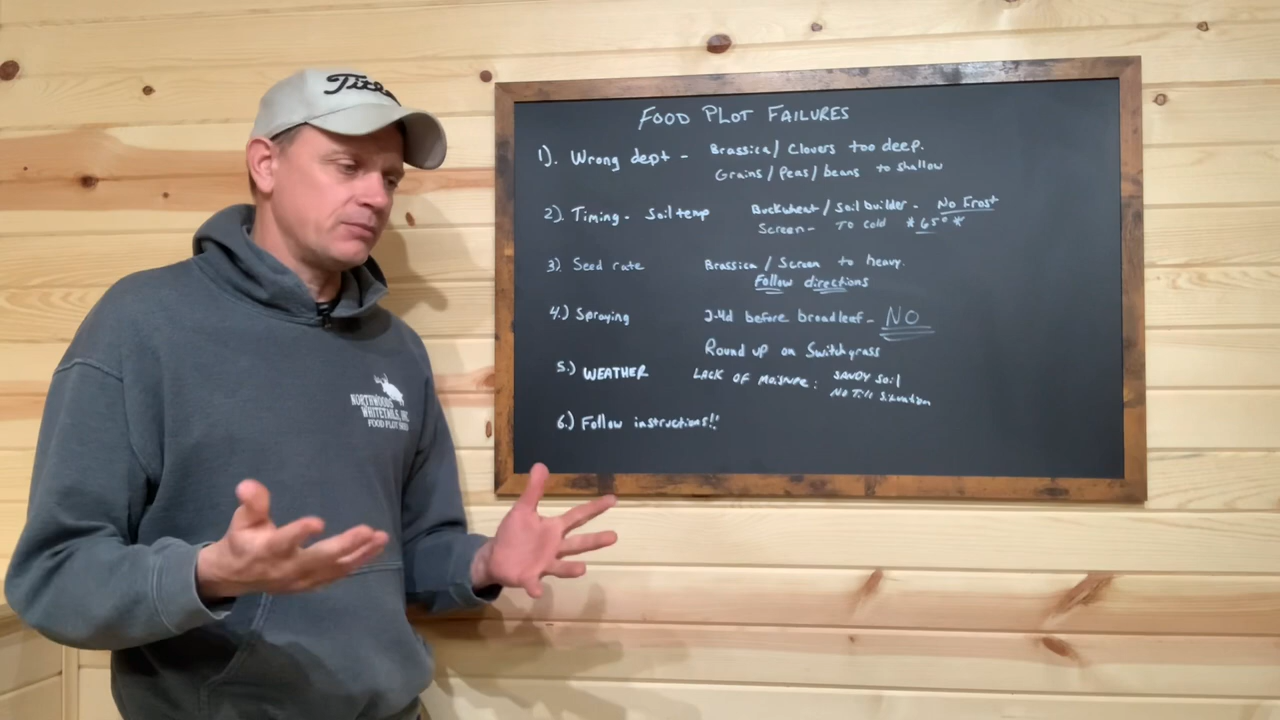 Titleist
FOOD PLOT FAILURES
1). Wrong dept - Brassica/ Clovers too deep.
Grains/Peas/beans to shallow
2) Timing - Soil temp Buckwheat/Soil builder - No Frost
Screen - To cold *65°*
3) Seed rate Brassica/Screen to heavy.
Follow directions
4.) Spraying 2-4d before broadleaf - NO
Round up on Switchgrass
5.) WEATHER LACK OF MOISTURE: SANDY Soil
No Till Situation
6.) Follow instructions!!
NORTHWOODS
WHITETAILS, INC
FOOD PLOT SEED